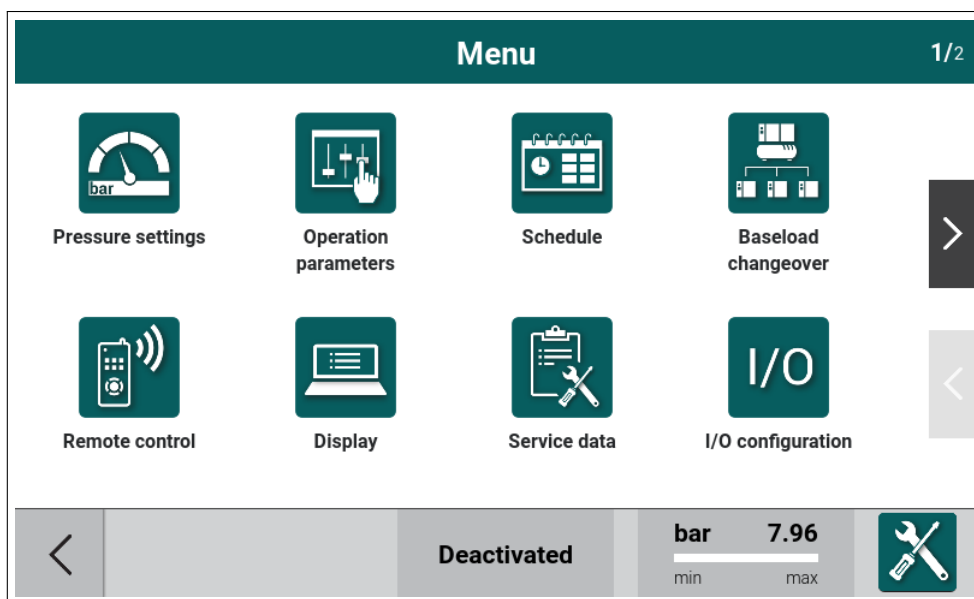 Menu
1/2
bar
Pressure settings
Operation
parameters
Schedule
Baseload
changeover
Remote control
Display
Service data
I/O
I/O configuration
Deactivated
bar 7.96
min max